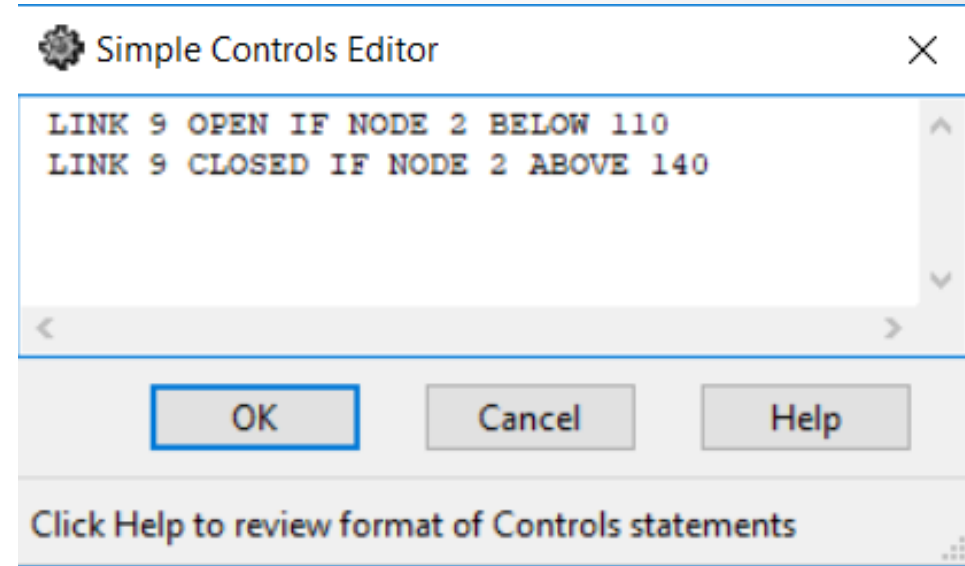 Simple Controls Editor
LINK 9 OPEN IF NODE 2 BELOW 110
LINK 9 CLOSED IF NODE 2 ABOVE 140
OK Cancel Help
Click Help to review format of Controls statements